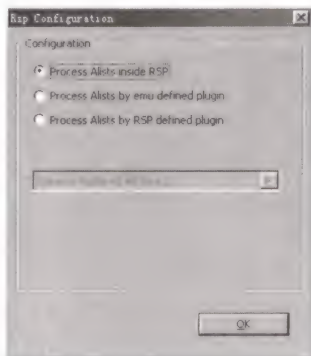 Rsp Configuration
Configuration
Process Alists inside RSP
Process Alists by emu defined plugin
Process Alists by RSP defined plugin
OK